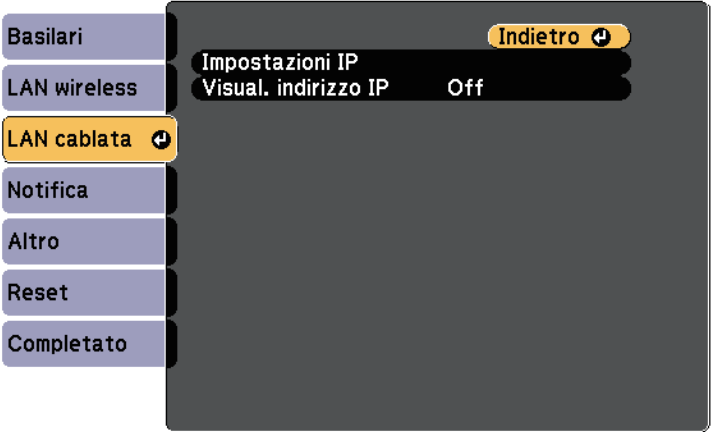 Basilari
LAN wireless
LAN cablata
Notifica
Altro
Reset
Completato
Indietro
Impostazioni IP
Visual. indirizzo IP Off